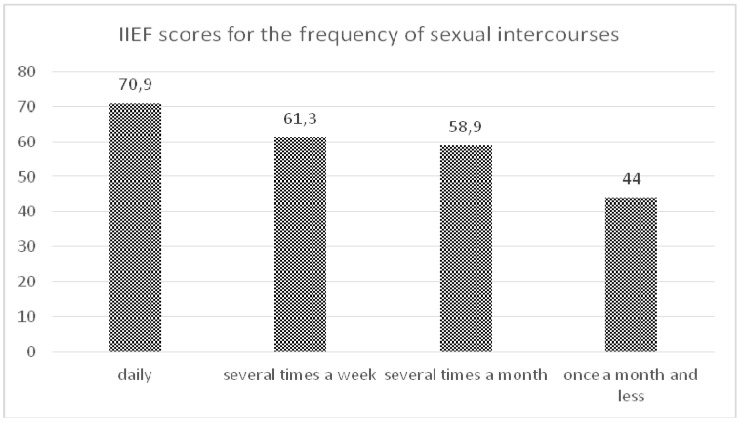 IIEF scores for the frequency of sexual intercourses
80
70
60
50
40
30
20
10
0
70,9
61,3
58,9
44
daily
several times a week
several times a month
once a month and
less